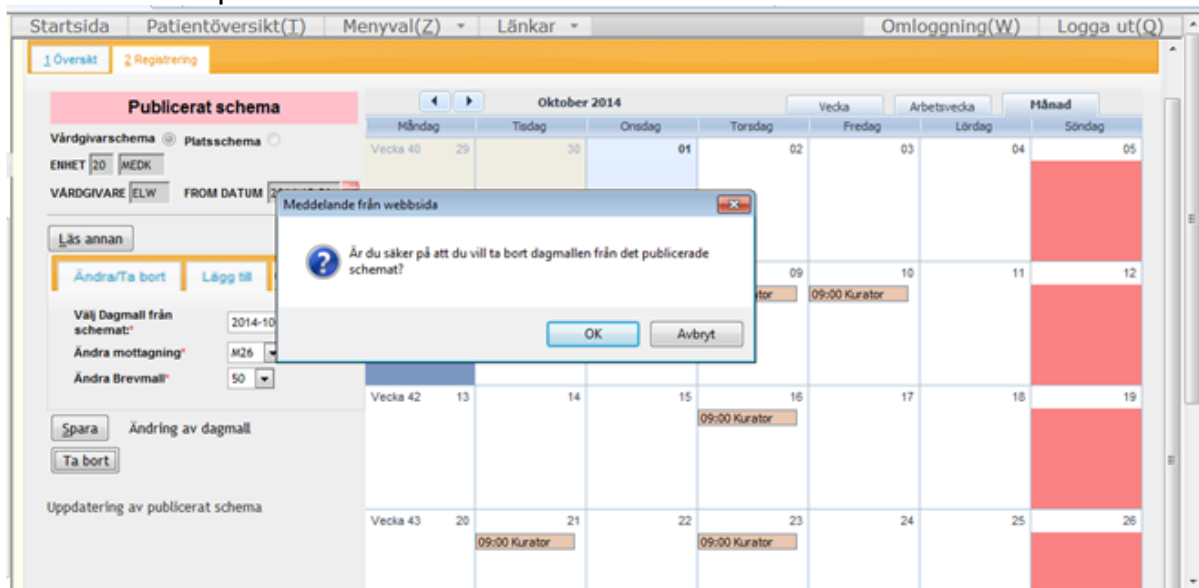 Startsida Patientöversikt(T) Menyval(Z) Länkar Omloggning(W) Logga ut(Q)
1 Översikt 2 Registrering
Publicerat schema
Oktober 2014
Vecka Arbetsvecka Månad
Måndag Tisdag Onsdag Torsdag Fredag Lördag Söndag
Vårdgivarschema Platsschema
Vecka 40 29 30 01 02 03 04 05
ENHET 20 MEDK
VÅRDGIVARE ELW FROM DATUM
Meddelande från webbsida
Är du säker på att du vill ta bort dagmallen från det publicerade
schemat?
OK Avbryt
Läs annan
Ändra/Ta bort Lägg till
09 10 11 12
09:00 Kurator
Välj Dagmall från
schemat:* 2014-10
Ändra mottagning* M26
Ändra Brevmall* 50
Vecka 42 13 14 15 16 17 18 19
09:00 Kurator
Spara Ändring av dagmall
Ta bort
Uppdatering av publicerat schema
Vecka 43 20 21 22 23 24 25 26
09:00 Kurator 09:00 Kurator